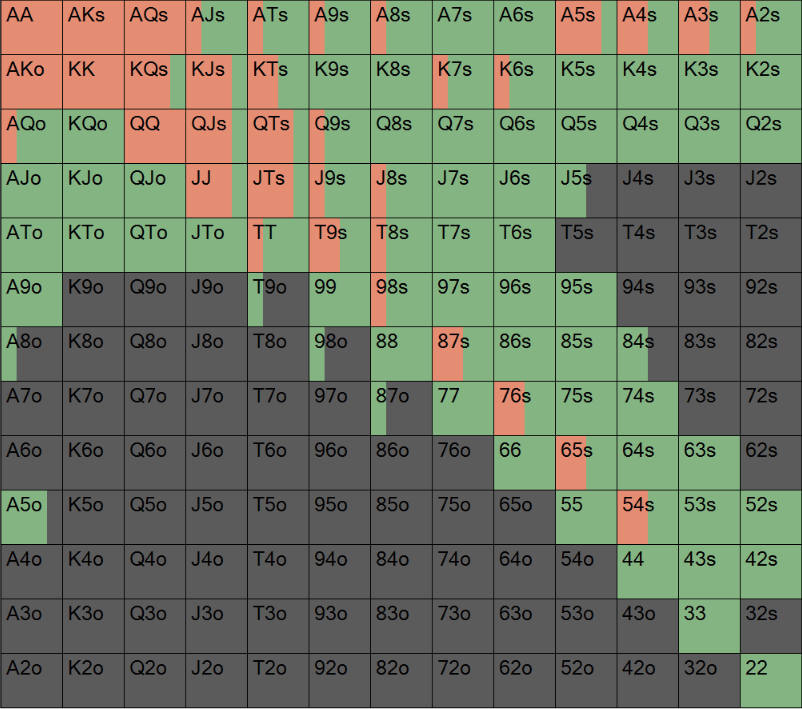 AA AKs AQs AJs ATs A9s A8s A7s A6s A5s A4s A3s A2s
AKo KK KQs KJs KTs K9s K8s K7s K6s K5s K4s K3s K2s
AQo KQo QQ QJs QTs Q9s Q8s Q7s Q6s Q5s Q4s Q3s Q2s
AJo KJo QJo JJ JTs J9s J8s J7s J6s J5s J4s J3s J2s
ATo KTo QTo JTo TT T9s T8s T7s T6s T5s T4s T3s T2s
A9o K9o Q9o J9o T9o 99 98s 97s 96s 95s 94s 93s 92s
A8o K8o Q8o J8o T8o 98o 88 87s 86s 85s 84s 83s 82s
A7o K7o Q7o J7o T7o 97o 87o 77 76s 75s 74s 73s 72s
A6o K6o Q6o J6o T6o 96o 86o 76o 66 65s 64s 63s 62s
A5o K5o Q5o J5o T5o 95o 85o 75o 65o 55 54s 53s 52s
A4o K4o Q4o J4o T4o 94o 84o 74o 64o 54o 44 43s 42s
A3o K3o Q3o J3o T3o 93o 83o 73o 63o 53o 43o 33 32s
A2o K2o Q2o J2o T2o 92o 82o 72o 62o 52o 42o 32o 22